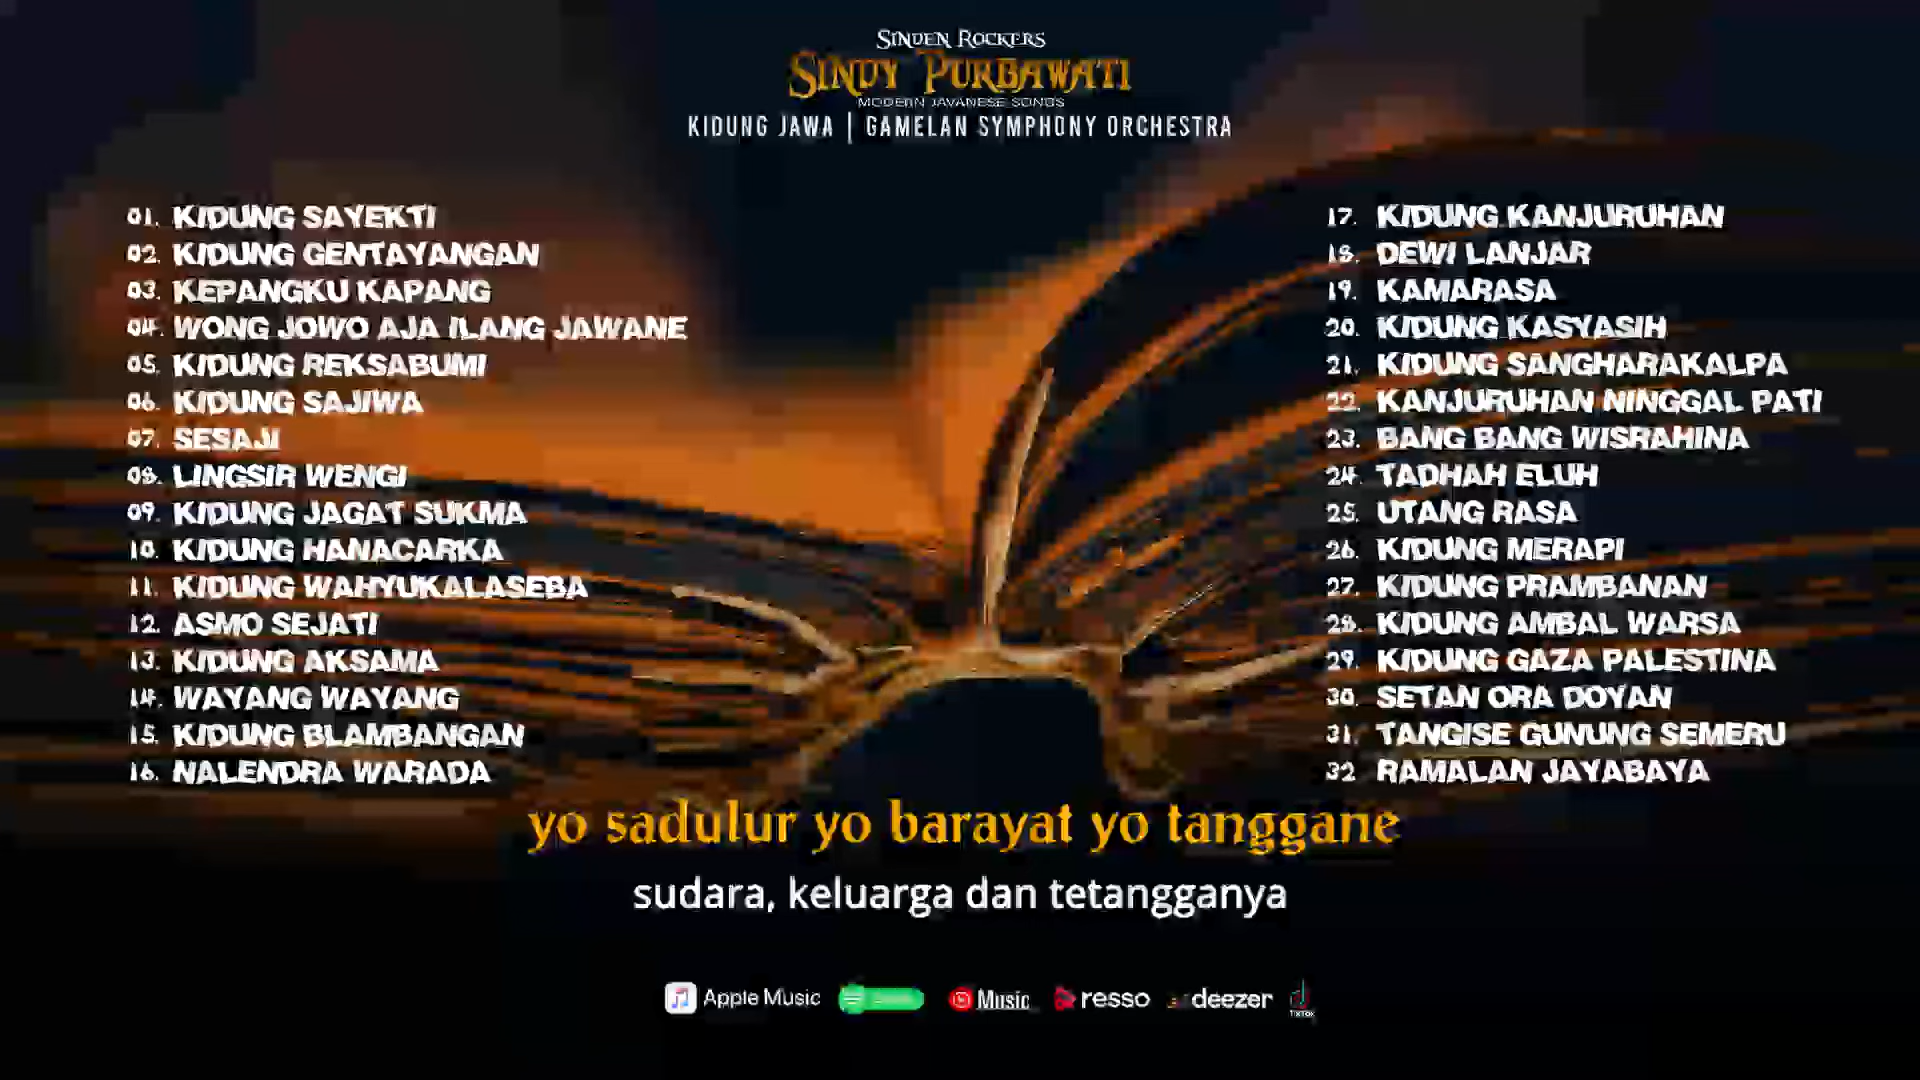 SINDEN ROCKERS
SINDY PURBAWATI
MODERN JAVANESE SONGS
KIDUNG JAWA | GAMELAN SYMPHONY ORCHESTRA
01. KIDUNG SAYEKTI
02. KIDUNG GENTAYANGAN
03. KEPANGKU KAPANG
04. WONG JOWO AJA ILANG JAWANE
05. KIDUNG REKSABUMI
06. KIDUNG SAJIWA
07. SESAJI
08. LINGSIR WENGI
09. KIDUNG JAGAT SUKMA
10. KIDUNG HANACARKA
11. KIDUNG WAHYUKALASEBA
12. ASMO SEJATI
13. KIDUNG AKSAMA
14. WAYANG WAYANG
15. KIDUNG BLAMBANGAN
16. NALENDRA WARADA
17. KIDUNG KANJURUHAN
18. DEWI LANJAR
19. KAMARASA
20. KIDUNG KASYASIH
21. KIDUNG SANGHARAKALPA
22. KANJURUHAN NINGGAL PATI
23. BANG BANG WISRAHINA
24. TADHAH ELUH
25. UTANG RASA
26. KIDUNG MERAPI
27. KIDUNG PRAMBANAN
28. KIDUNG AMBAL WARSA
29. KIDUNG GAZA PALESTINA
30. SETAN ORA DOYAN
31. TANGISE GUNUNG SEMERU
32. RAMALAN JAYABAYA
yo sadulur yo barayat yo tanggane
sudara, keluarga dan tetangganya
Apple Music Music resso deezer
TIKTOK